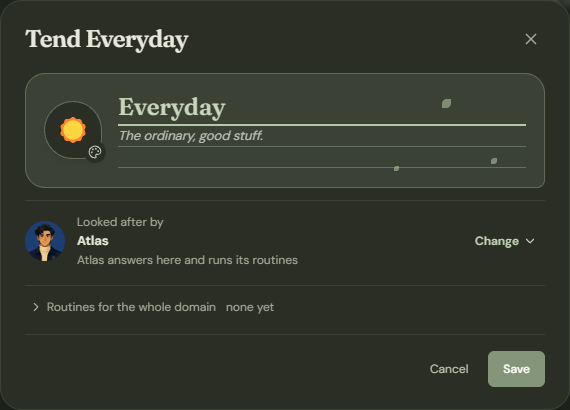 Tend Everyday
Everyday
The ordinary, good stuff.
Looked after by
Atlas
Atlas answers here and runs its routines
Change
Routines for the whole domain none yet
Cancel
Save